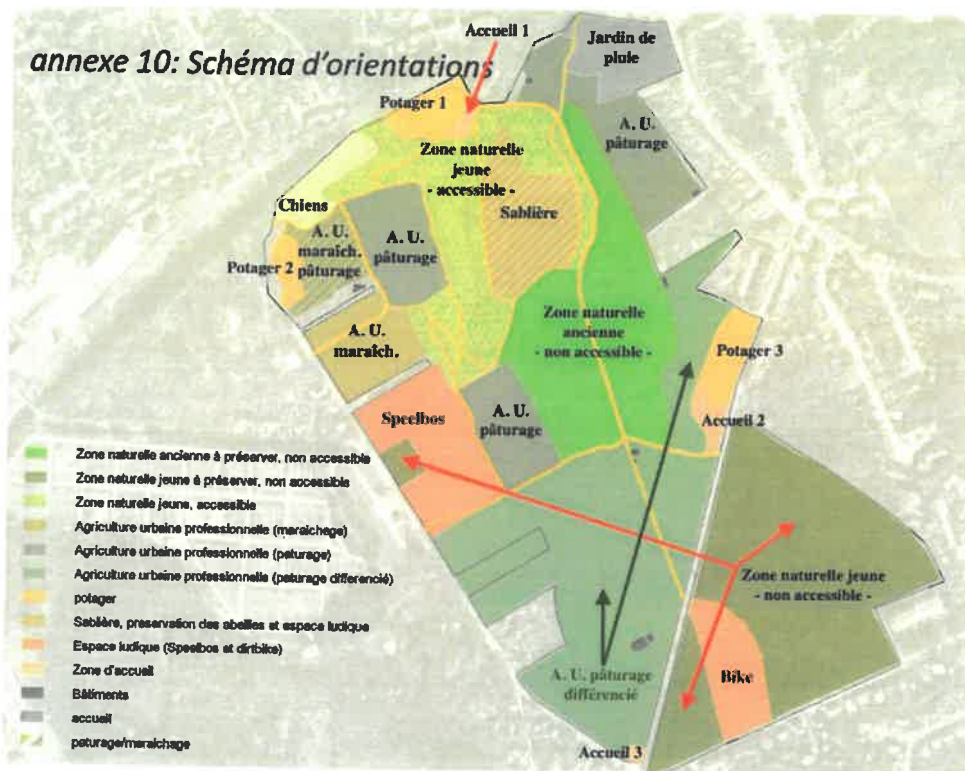 annexe 10: Schéma d'orientations
Accueil 1
Jardin de
pluie
Potager 1
A. U.
pâturage
Zone naturelle
jeune
- accessible -
Chiens
Sablière
A. U.
maraîch.
pâturage
A. U.
pâturage
Potager 2
Zone naturelle
ancienne
- non accessible -
A. U.
maraîch.
Potager 3
Speelbos
A. U.
pâturage
Accueil 2
Zone naturelle jeune
- non accessible -
A. U. pâturage
différencié
Bike
Accueil 3
Zone naturelle ancienne à préserver, non accessible
Zone naturelle jeune à préserver, non accessible
Zone naturelle jeune, accessible
Agriculture urbaine professionnelle (maraichage)
Agriculture urbaine professionnelle (paturage)
Agriculture urbaine professionnelle (paturage differencié)
potager
Sablière, preservation des abeilles et espace ludique
Espace ludique (Speelbos et dirtbike)
Zone d'accueil
Bâtiments
accueil
paturage/maraichage